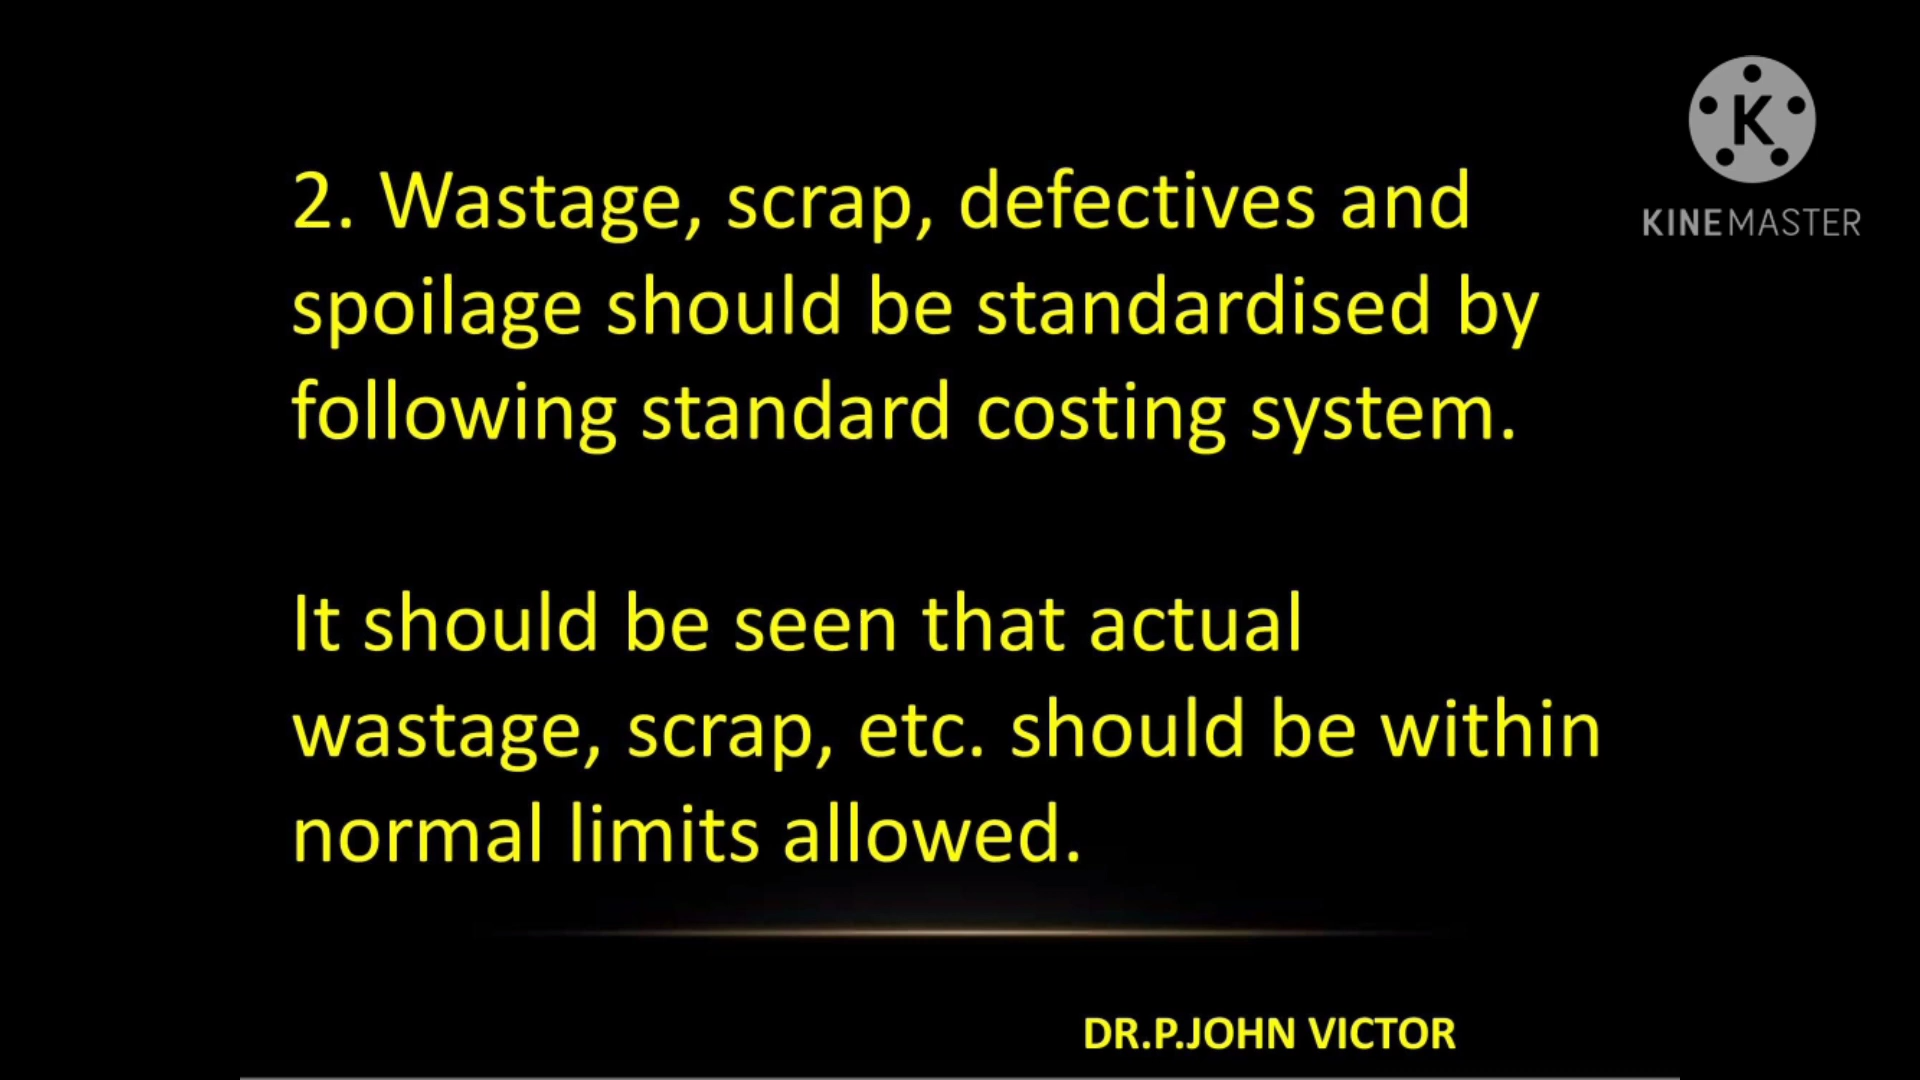 K
KINEMASTER
2. Wastage, scrap, defectives and
spoilage should be standardised by
following standard costing system.
It should be seen that actual
wastage, scrap, etc. should be within
normal limits allowed.
DR.P.JOHN VICTOR